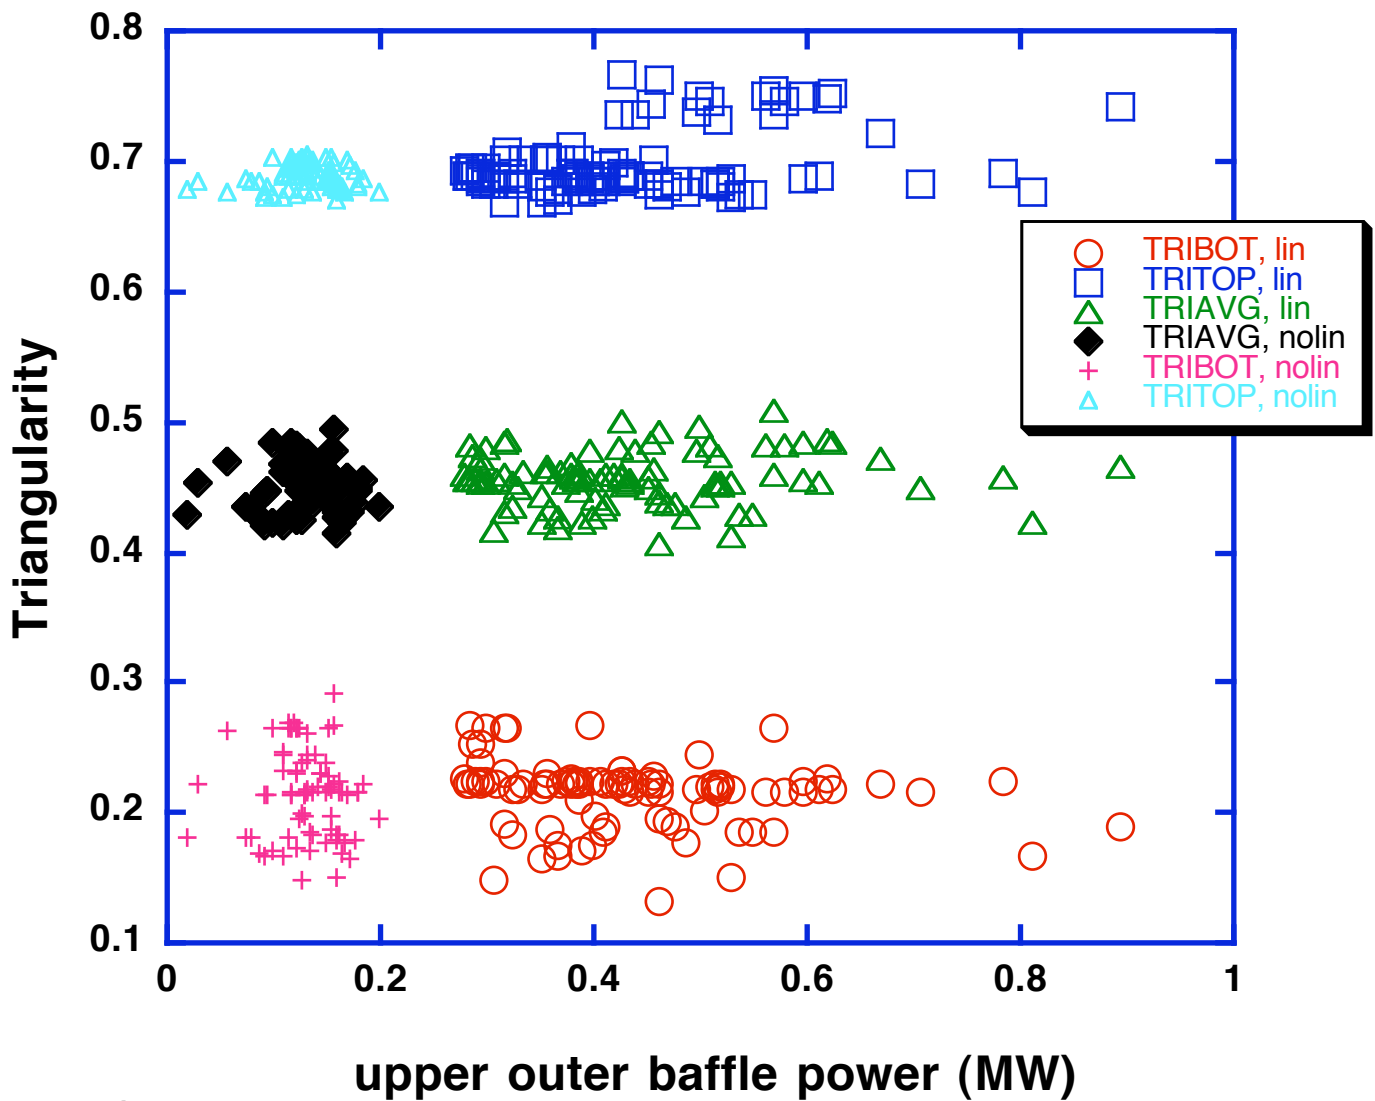 0.8
0.7
0.6
0.5
0.4
0.3
0.2
0.1
Triangularity
TRIBOT, lin
TRITOP, lin
TRIAVG, lin
TRIAVG, nolin
TRIBOT, nolin
TRITOP, nolin
0 0.2 0.4 0.6 0.8 1
upper outer baffle power (MW)